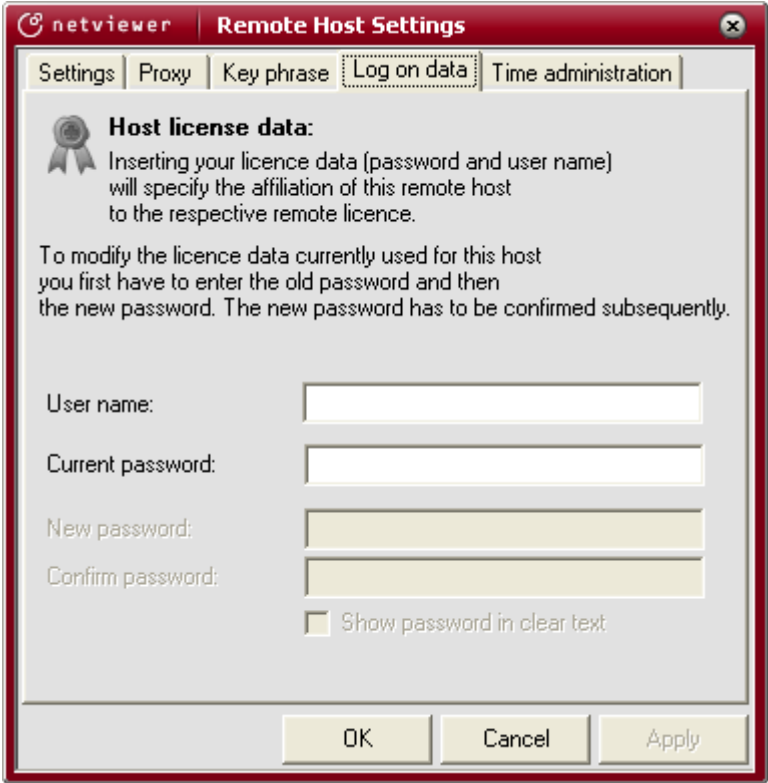 netviewer Remote Host Settings
Settings Proxy Key phrase Log on data Time administration
Host license data:
Inserting your licence data (password and user name)
will specify the affiliation of this remote host
to the respective remote licence.
To modify the licence data currently used for this host
you first have to enter the old password and then
the new password. The new password has to be confirmed subsequently.
User name:
Current password:
New password:
Confirm password:
Show password in clear text
OK Cancel Apply